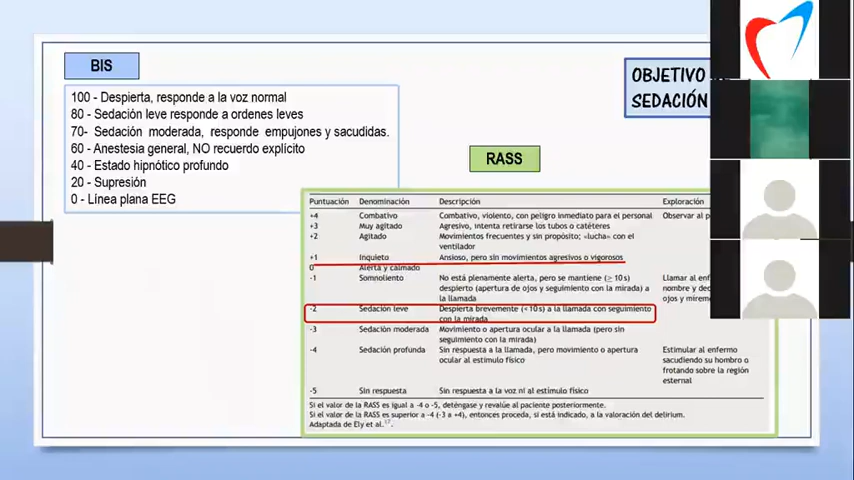 BIS
100 - Despierta, responde a la voz normal
80 - Sedación leve responde a ordenes leves
70- Sedación moderada, responde empujones y sacudidas.
60 - Anestesia general, NO recuerdo explícito
40 - Estado hipnótico profundo
20 - Supresión
0 - Línea plana EEG
OBJETIVO
SEDACIÓN
RASS
Puntuación Denominación Descripción Exploración
+4 Combativo Combativo, violento, con peligro inmediato para el personal Observar al
+3 Muy agitado Agresivo, intenta retirarse los tubos o catéteres
+2 Agitado Movimientos frecuentes y sin propósito; «lucha» con el
ventilador
+1 Inquieto Ansioso, pero sin movimientos agresivos o vigorosos
0 Alerta y calmado
-1 Somnoliento No está plenamente alerta, pero se mantiene (≥ 10 s) Llamar al
despierto (apertura de ojos y seguimiento con la mirada) a nombre y
la llamada ojos y
-2 Sedación leve Despierta brevemente (<10 s) a la llamada con seguimiento
con la mirada
-3 Sedación moderada Movimiento o apertura ocular a la llamada (pero sin
seguimiento con la mirada)
-4 Sedación profunda Sin respuesta a la llamada, pero movimiento o apertura Estimular al enfermo
ocular al estímulo físico sacudiendo su hombro o
frotando sobre la región
esternal
-5 Sin respuesta Sin respuesta a la voz ni al estímulo físico
Si el valor de la RASS es igual a -4 o -5, deténgase y revalúe al paciente posteriormente.
Si el valor de la RASS es superior a -4 (-3 a +4), entonces proceda, si está indicado, a la valoración del delirium.
Adaptada de Ely et al.